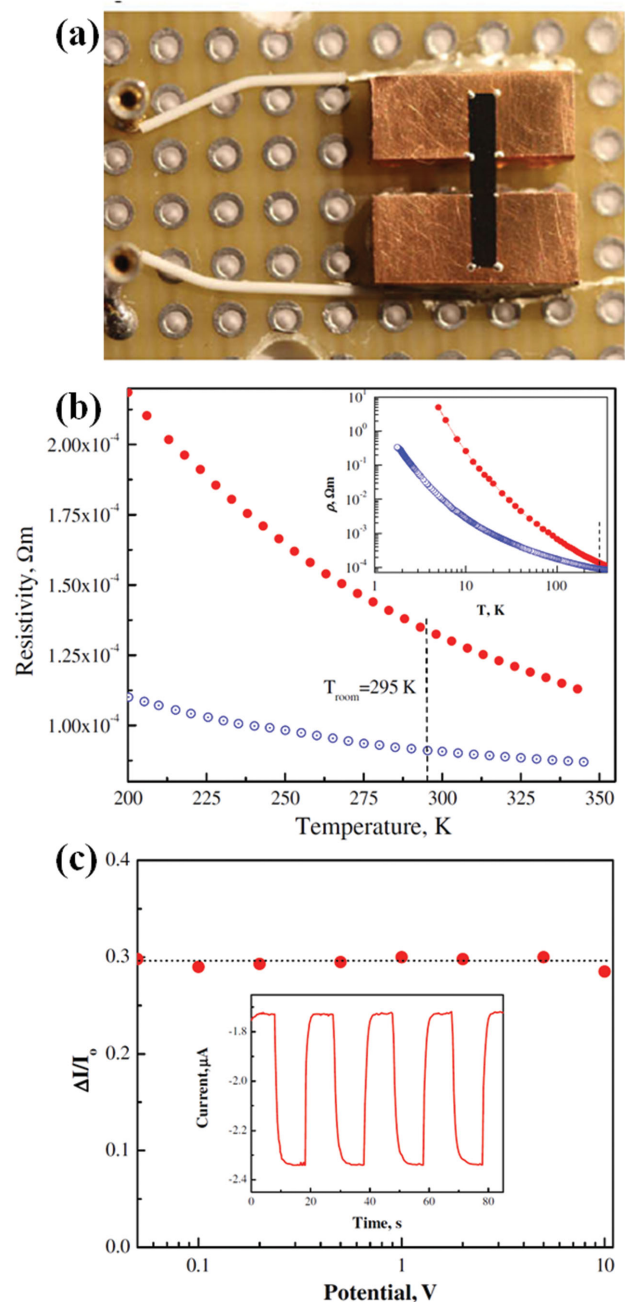 (a)
(b)
2.00x10⁻⁴
1.75x10⁻⁴
1.50x10⁻⁴
1.25x10⁻⁴
1.00x10⁻⁴
Resistivity, Ωm
200 225 250 275 300 325 350
Temperature, K
T_room=295 K
10¹
10⁰
10⁻¹
10⁻²
10⁻³
10⁻⁴
ρ, Ωm
1 10 100
T, K
(c)
0.4
0.3
0.2
0.1
0.0
ΔI/I_o
0.1 1 10
Potential, V
-1.8
-2.0
-2.2
-2.4
Current,μA
0 20 40 60 80
Time, s